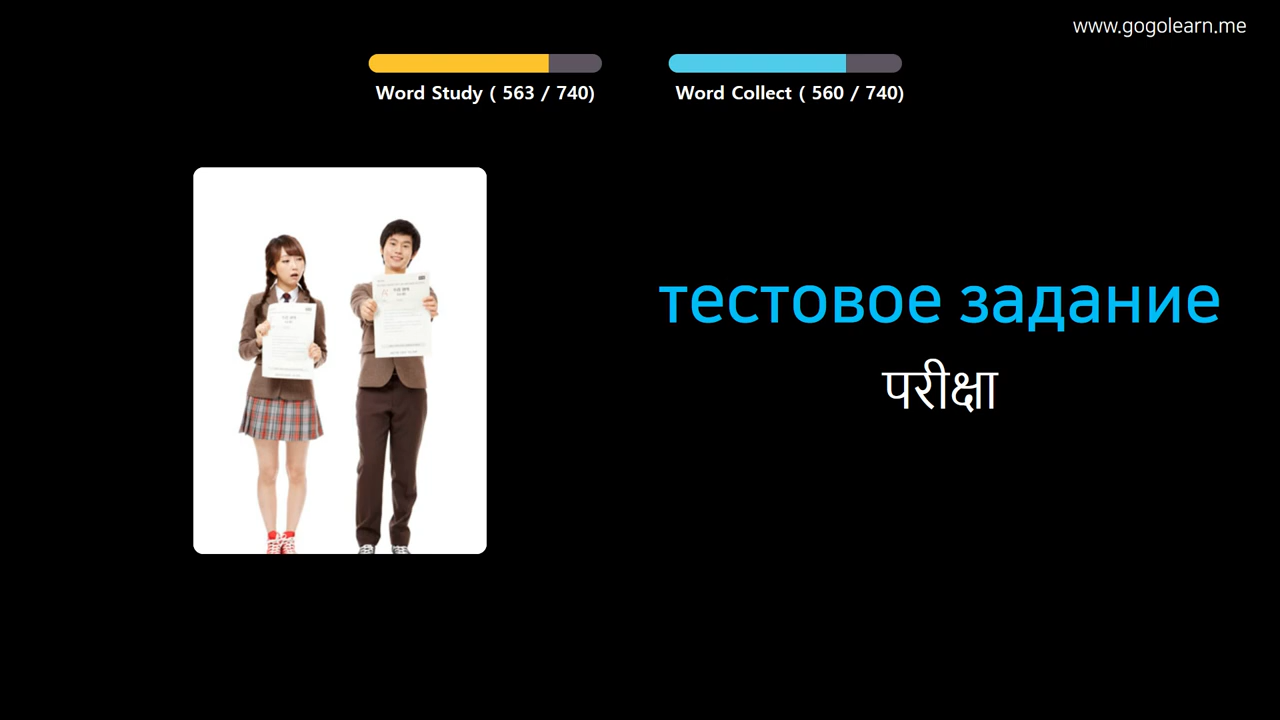 www.gogolearn.me
Word Study ( 563 / 740)
Word Collect ( 560 / 740)
тестовое задание
परीक्षा